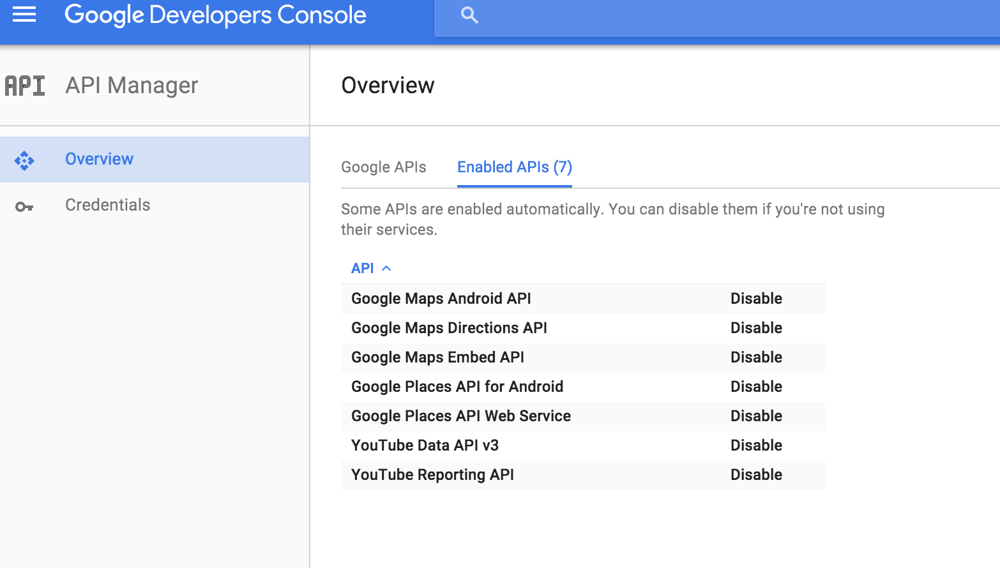 Google Developers Console
API API Manager
Overview
Credentials
Overview
Google APIs Enabled APIs (7)
Some APIs are enabled automatically. You can disable them if you're not using
their services.
API
Google Maps Android API Disable
Google Maps Directions API Disable
Google Maps Embed API Disable
Google Places API for Android Disable
Google Places API Web Service Disable
YouTube Data API v3 Disable
YouTube Reporting API Disable